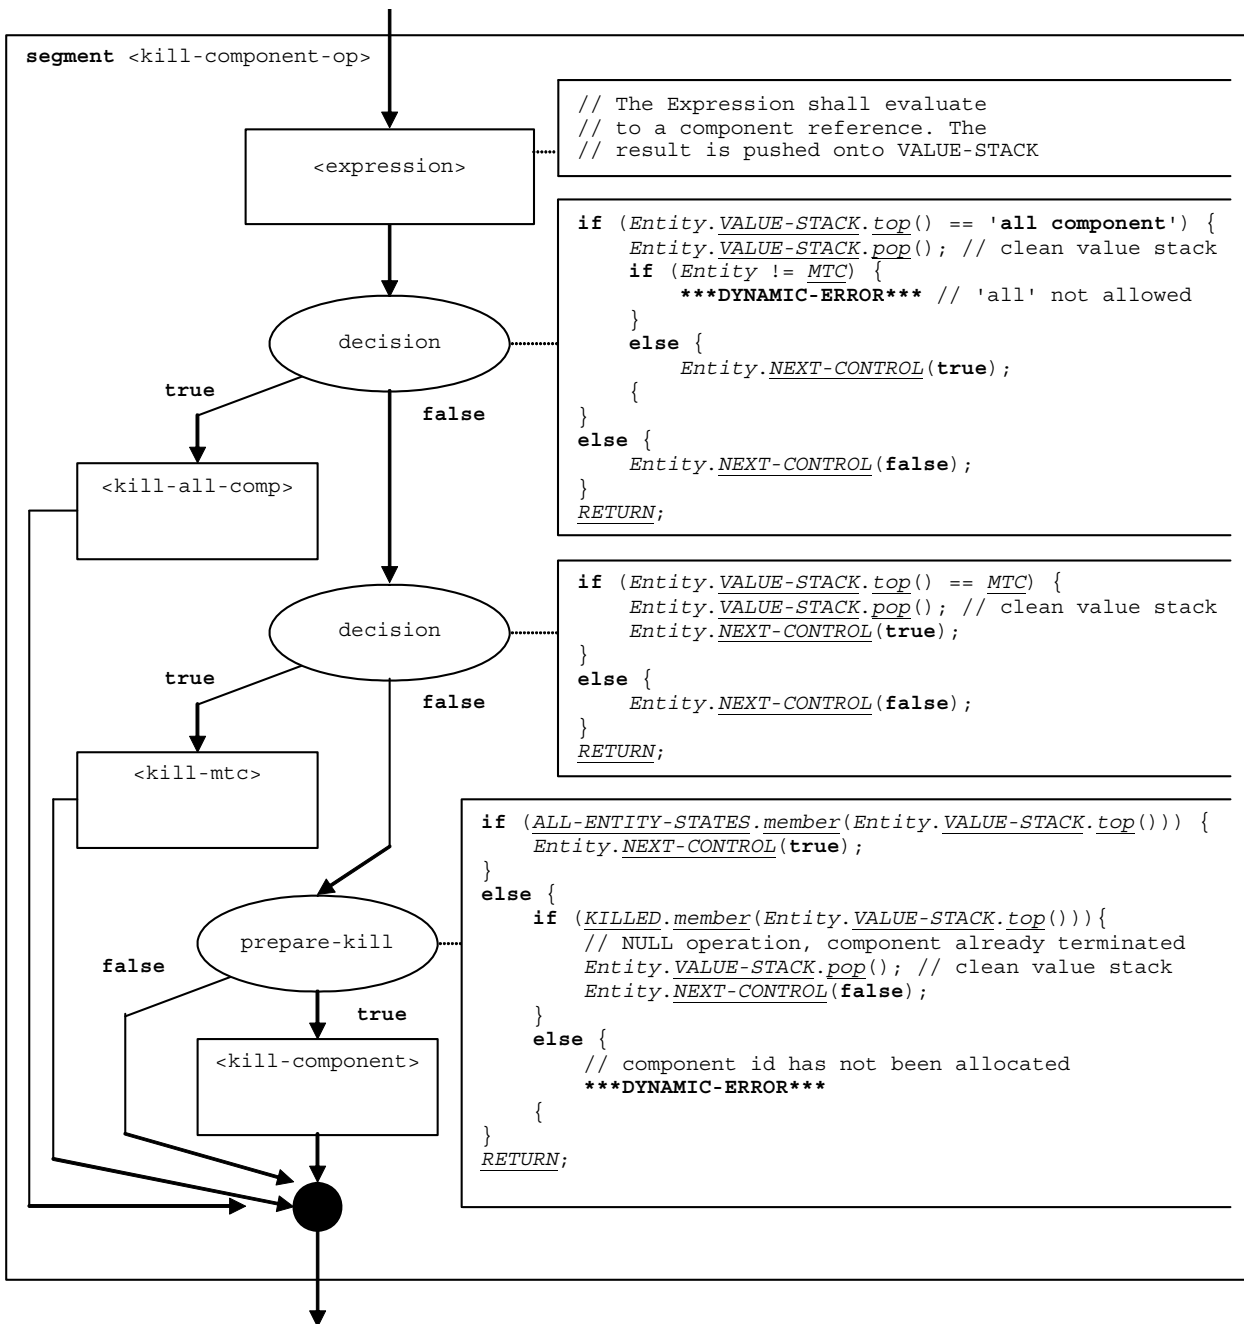 segment <kill-component-op>
// The Expression shall evaluate
// to a component reference. The
// result is pushed onto VALUE-STACK
<expression>
if (Entity.VALUE-STACK.top() == 'all component') {
Entity.VALUE-STACK.pop(); // clean value stack
if (Entity != MTC) {
***DYNAMIC-ERROR*** // 'all' not allowed
}
else {
Entity.NEXT-CONTROL(true);
{
}
else {
Entity.NEXT-CONTROL(false);
}
RETURN;
decision
true
false
<kill-all-comp>
if (Entity.VALUE-STACK.top() == MTC) {
Entity.VALUE-STACK.pop(); // clean value stack
Entity.NEXT-CONTROL(true);
}
else {
Entity.NEXT-CONTROL(false);
}
RETURN;
decision
true
false
<kill-mtc>
if (ALL-ENTITY-STATES.member(Entity.VALUE-STACK.top())) {
Entity.NEXT-CONTROL(true);
}
else {
if (KILLED.member(Entity.VALUE-STACK.top())){
// NULL operation, component already terminated
Entity.VALUE-STACK.pop(); // clean value stack
Entity.NEXT-CONTROL(false);
}
else {
// component id has not been allocated
***DYNAMIC-ERROR***
{
}
RETURN;
prepare-kill
false
true
<kill-component>